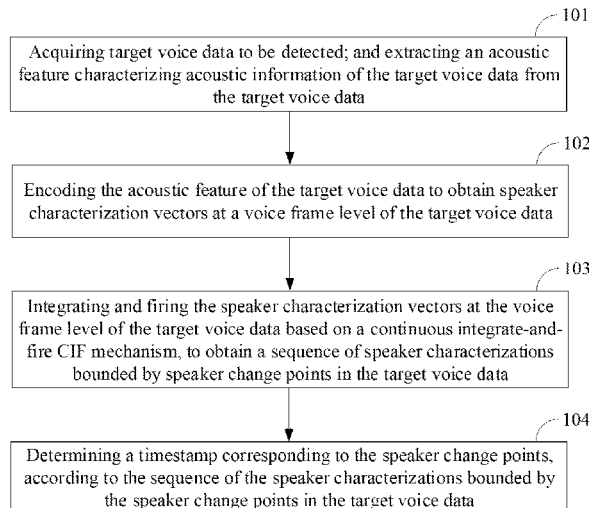 101
Acquiring target voice data to be detected; and extracting an acoustic
feature characterizing acoustic information of the target voice data from
the target voice data
102
Encoding the acoustic feature of the target voice data to obtain speaker
characterization vectors at a voice frame level of the target voice data
103
Integrating and firing the speaker characterization vectors at the voice
frame level of the target voice data based on a continuous integrate-and-
fire CIF mechanism, to obtain a sequence of speaker characterizations
bounded by speaker change points in the target voice data
104
Determining a timestamp corresponding to the speaker change points,
according to the sequence of the speaker characterizations bounded by
the speaker change points in the target voice data